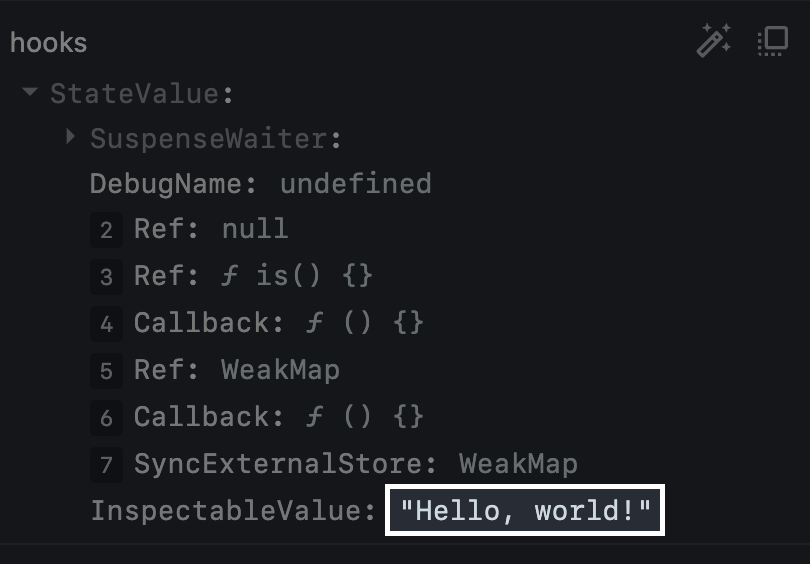 hooks
StateValue:
SuspenseWaiter:
DebugName: undefined
2 Ref: null
3 Ref: ƒ is() {}
4 Callback: ƒ () {}
5 Ref: WeakMap
6 Callback: ƒ () {}
7 SyncExternalStore: WeakMap
InspectableValue: "Hello, world!"